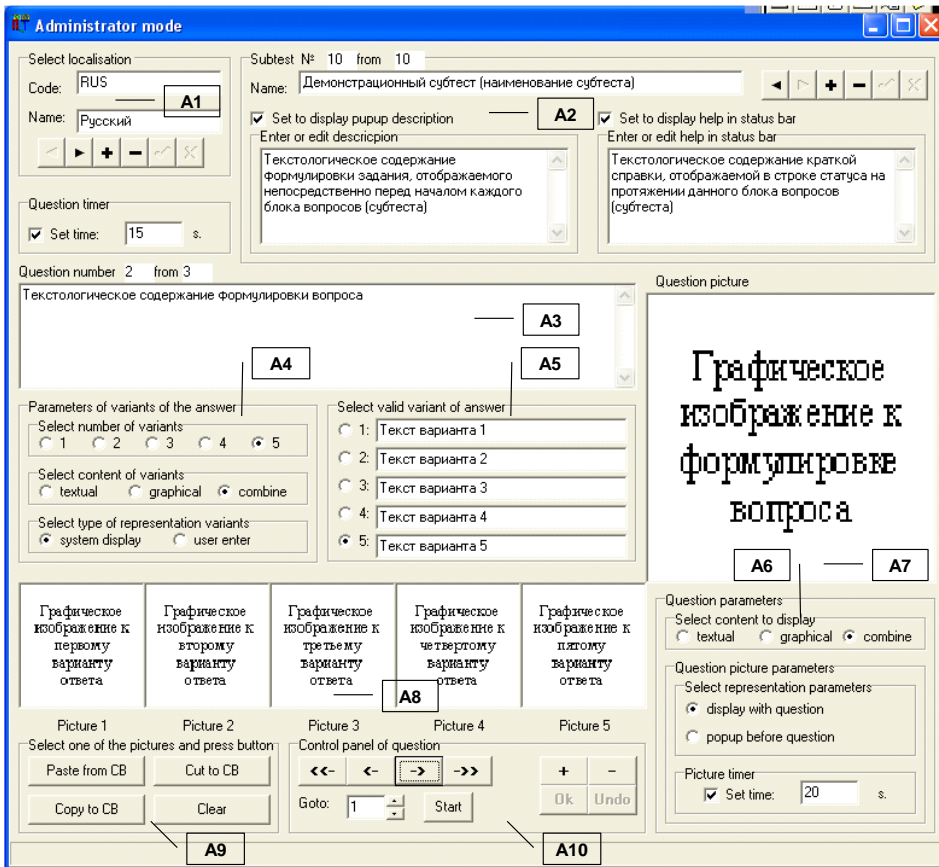 Administrator mode
Select localisation
Code: RUS
A1
Name: Русский
Subtest № 10 from 10
Name: Демонстрационный субтест (наименование субтеста)
Set to display pupup description
A2
Set to display help in status bar
Enter or edit descricpion
Текстологическое содержание
формулировки задания, отображаемого
непосредственно перед началом каждого
блока вопросов (субтеста)
Enter or edit help in status bar
Текстологическое содержание краткой
справки, отображаемой в строке статуса на
протяжении данного блока вопросов
(субтеста)
Question timer
Set time: 15 s.
Question number 2 from 3
Текстологическое содержание формулировки вопроса
A3
A4
A5
Question picture
Графическое
изображение к
формулировке
вопроса
A6
A7
Parameters of variants of the answer
Select number of variants
1 2 3 4 5
Select content of variants
textual graphical combine
Select type of representation variants
system display user enter
Select valid variant of answer
1: Текст варианта 1
2: Текст варианта 2
3: Текст варианта 3
4: Текст варианта 4
5: Текст варианта 5
Графическое
изображение к
первому
варианту
ответа
Графическое
изображение к
второму
варианту
ответа
Графическое
изображение к
третьему
варианту
ответа
Графическое
изображение к
четвертому
варианту
ответа
Графическое
изображение к
пятому
варианту
ответа
A8
Picture 1 Picture 2 Picture 3 Picture 4 Picture 5
Select one of the pictures and press button
Paste from CB Cut to CB
Copy to CB Clear
A9
Control panel of question
<<- <- -> ->> + -
Goto: 1 Start Ok Undo
A10
Question parameters
Select content to display
textual graphical combine
Question picture parameters
Select representation parameters
display with question
popup before question
Picture timer
Set time: 20 s.